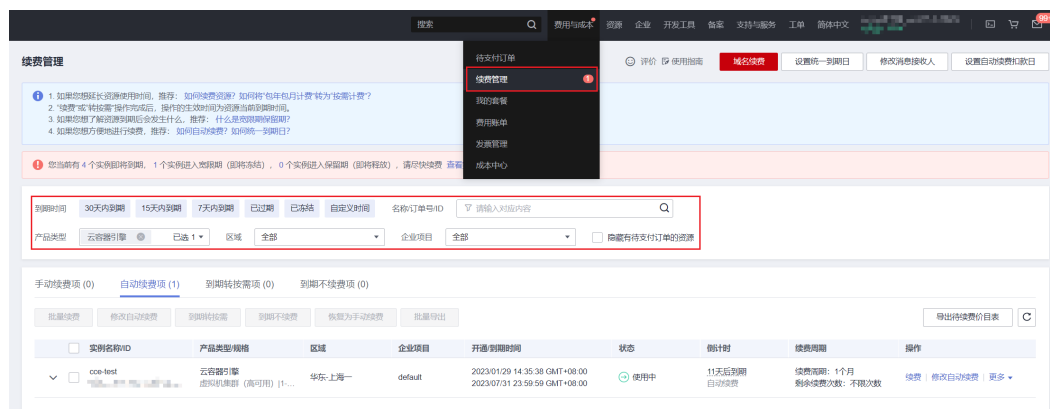 搜索 费用与成本 资源 企业 开发工具 备案 支持与服务 工单 简体中文 99+
续费管理
评价 使用指南 域名续费 设置统一到期日 修改消息接收人 设置自动续费扣款日
待支付订单
续费管理 1
我的套餐
费用账单
发票管理
成本中心
1. 如果您想延长资源使用时间，推荐： 如何续费资源? 如何将"包年包月计费"转为"按需计费"?
2. "续费"或"转按需"操作完成后，操作的生效时间为资源当前到期时间。
3. 如果您想了解资源到期后会发生什么，推荐： 什么是宽限期保留期?
4. 如果您想方便地进行续费，推荐： 如何自动续费? 如何统一到期日?
您当前有 4 个实例即将到期，1 个实例进入宽限期（即将冻结），0 个实例进入保留期（即将释放），请尽快续费 查看
到期时间 30天内到期 15天内到期 7天内到期 已过期 已冻结 自定义时间 名称/订单号/ID 请输入对应内容
产品类型 云容器引擎 已选 1 区域 全部 企业项目 全部 隐藏有待支付订单的资源
手动续费项 (0) 自动续费项 (1) 到期转按需项 (0) 到期不续费项 (0)
批量续费 修改自动续费 到期转按需 到期不续费 恢复为手动续费 批量导出 导出待续费价目表
实例名称/ID 产品类型/规格 区域 企业项目 开通/到期时间 状态 倒计时 续费周期 操作
cce-test 云容器引擎 华东-上海一 default 2023/01/29 14:35:38 GMT+08:00 使用中 11天后到期 续费周期：1个月 续费 修改自动续费 更多
虚拟机集群（高可用）|1-... 2023/07/31 23:59:59 GMT+08:00 自动续费 剩余续费次数：不限次数